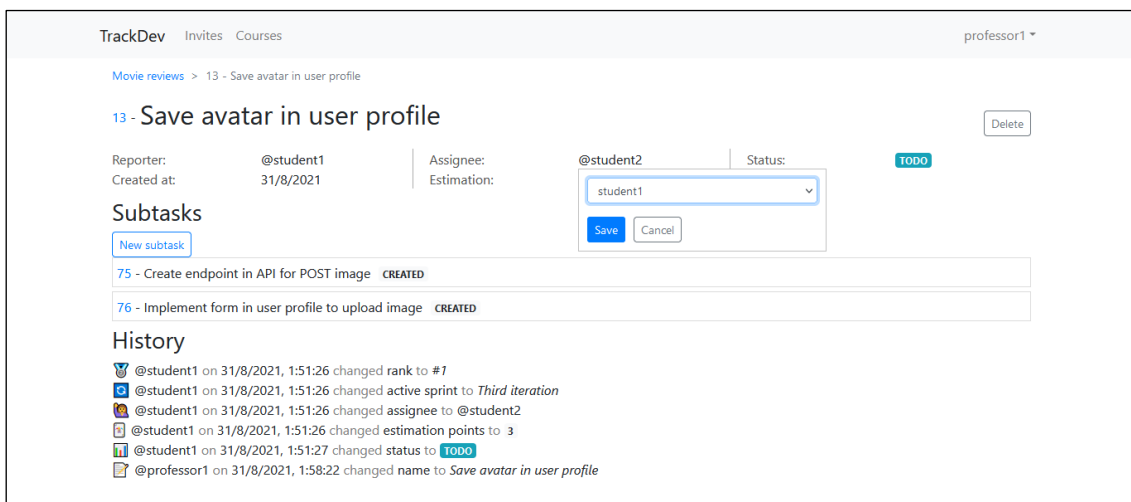 TrackDev Invites Courses professor1
Movie reviews > 13 - Save avatar in user profile
13 - Save avatar in user profile
Delete
Reporter: @student1 Assignee: @student2 Status: TODO
Created at: 31/8/2021 Estimation:
student1
Save Cancel
Subtasks
New subtask
75 - Create endpoint in API for POST image CREATED
76 - Implement form in user profile to upload image CREATED
History
@student1 on 31/8/2021, 1:51:26 changed rank to #1
@student1 on 31/8/2021, 1:51:26 changed active sprint to Third iteration
@student1 on 31/8/2021, 1:51:26 changed assignee to @student2
@student1 on 31/8/2021, 1:51:26 changed estimation points to 3
@student1 on 31/8/2021, 1:51:27 changed status to TODO
@professor1 on 31/8/2021, 1:58:22 changed name to Save avatar in user profile